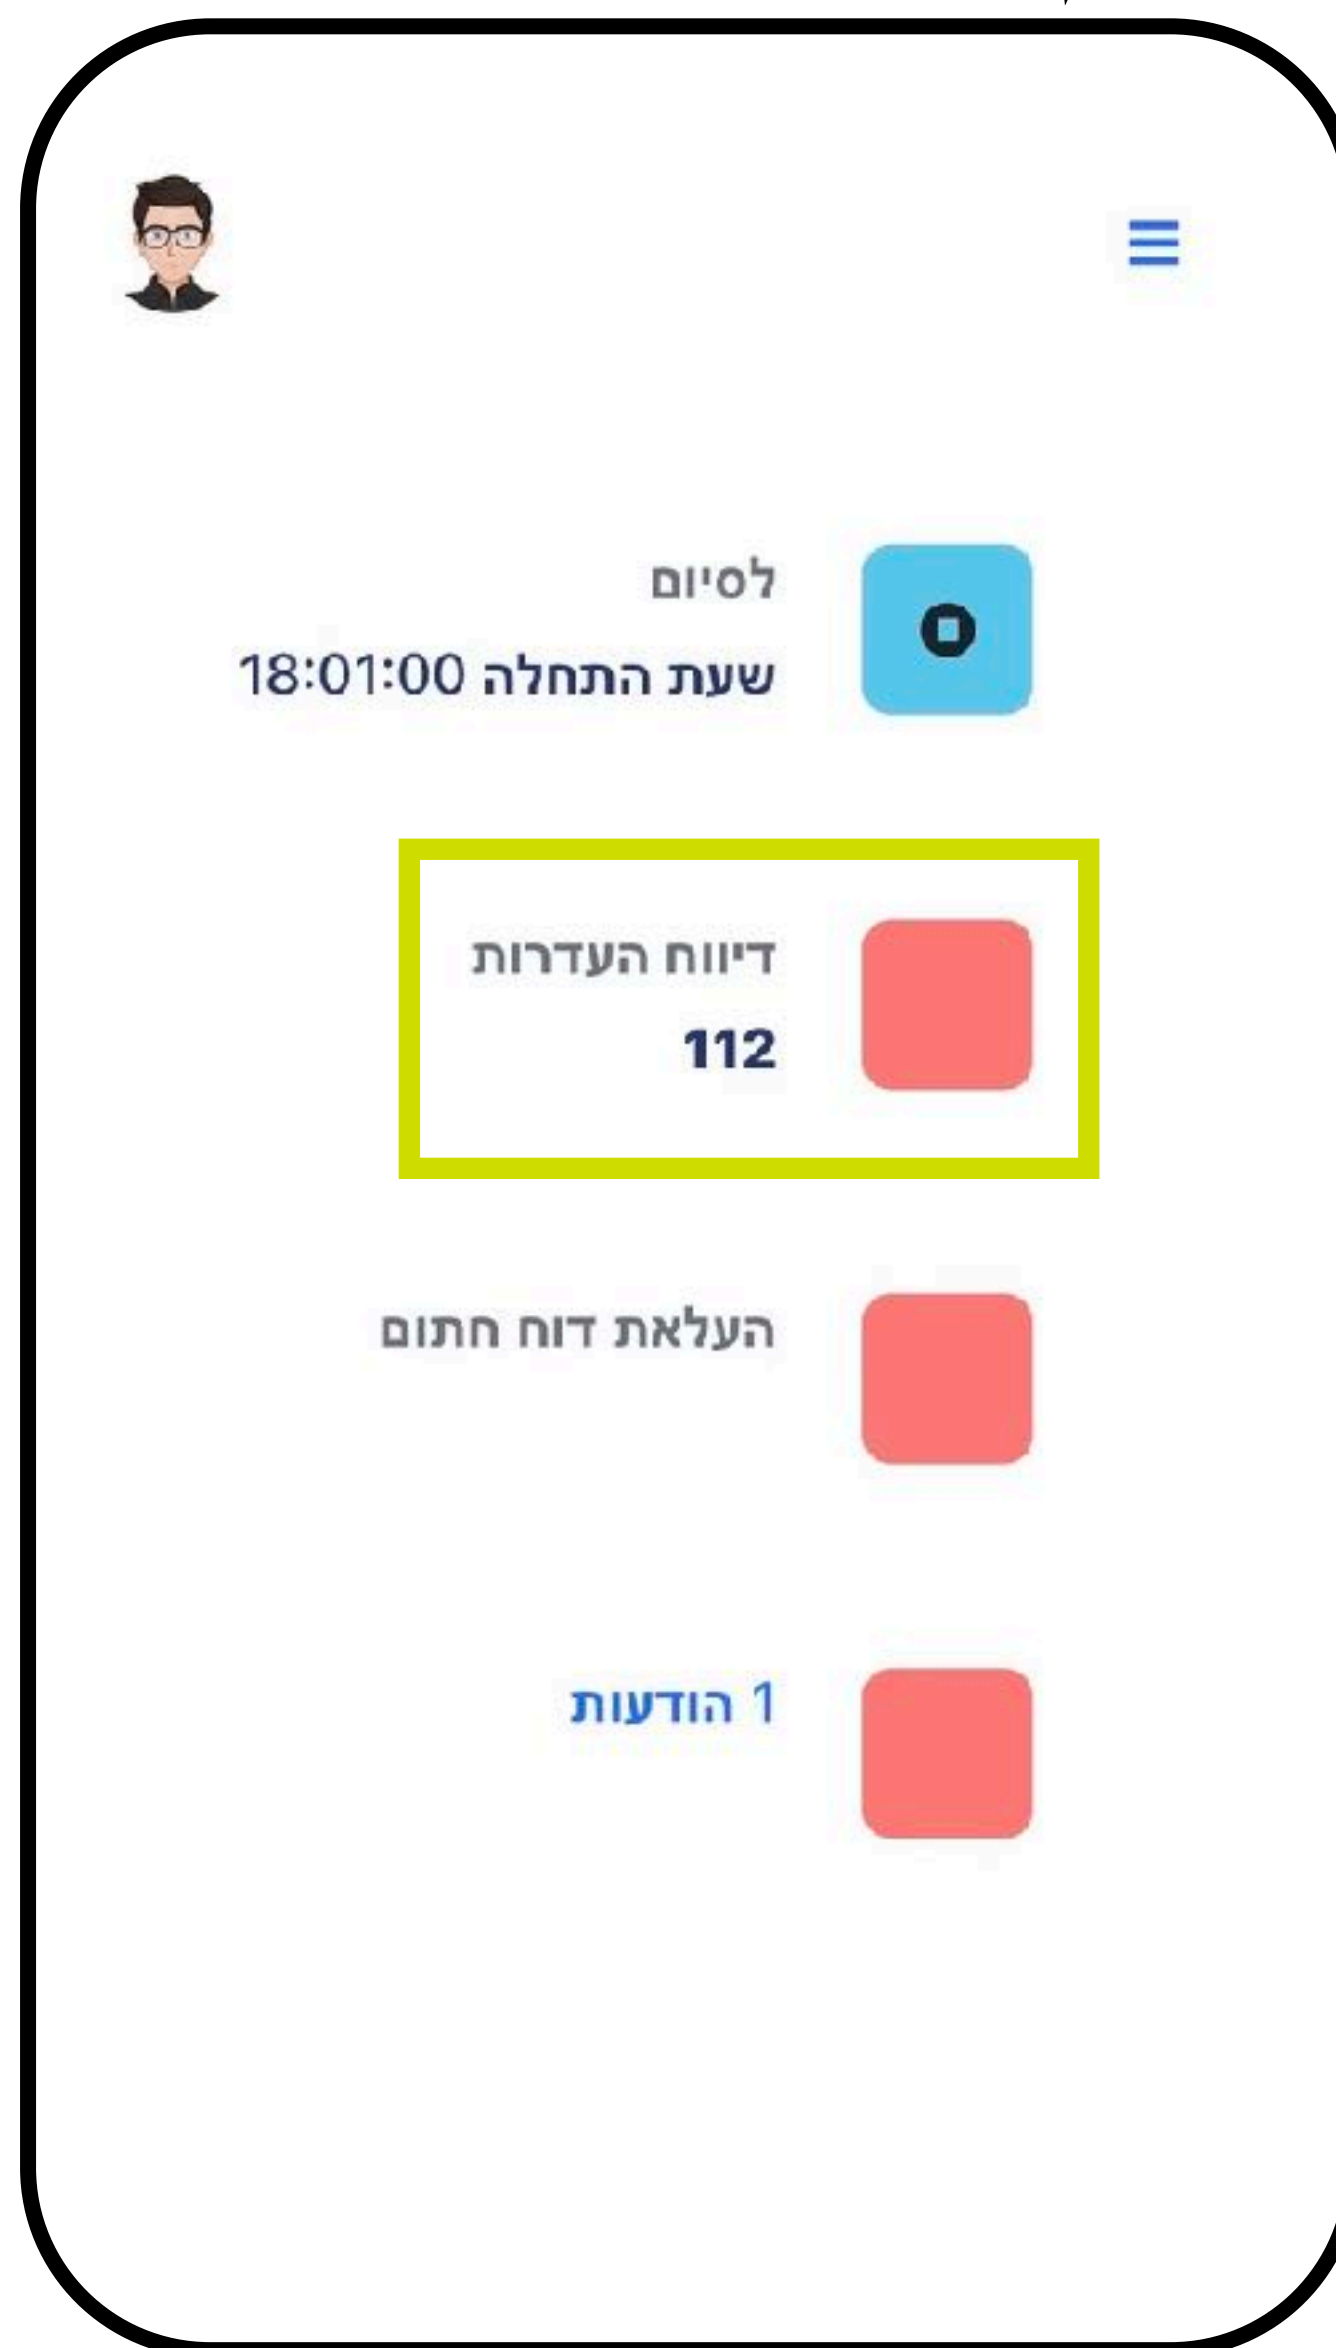 לסיום
שעת התחלה 18:01:00
דיווח העדרות
112
העלאת דוח חתום
1 הודעות